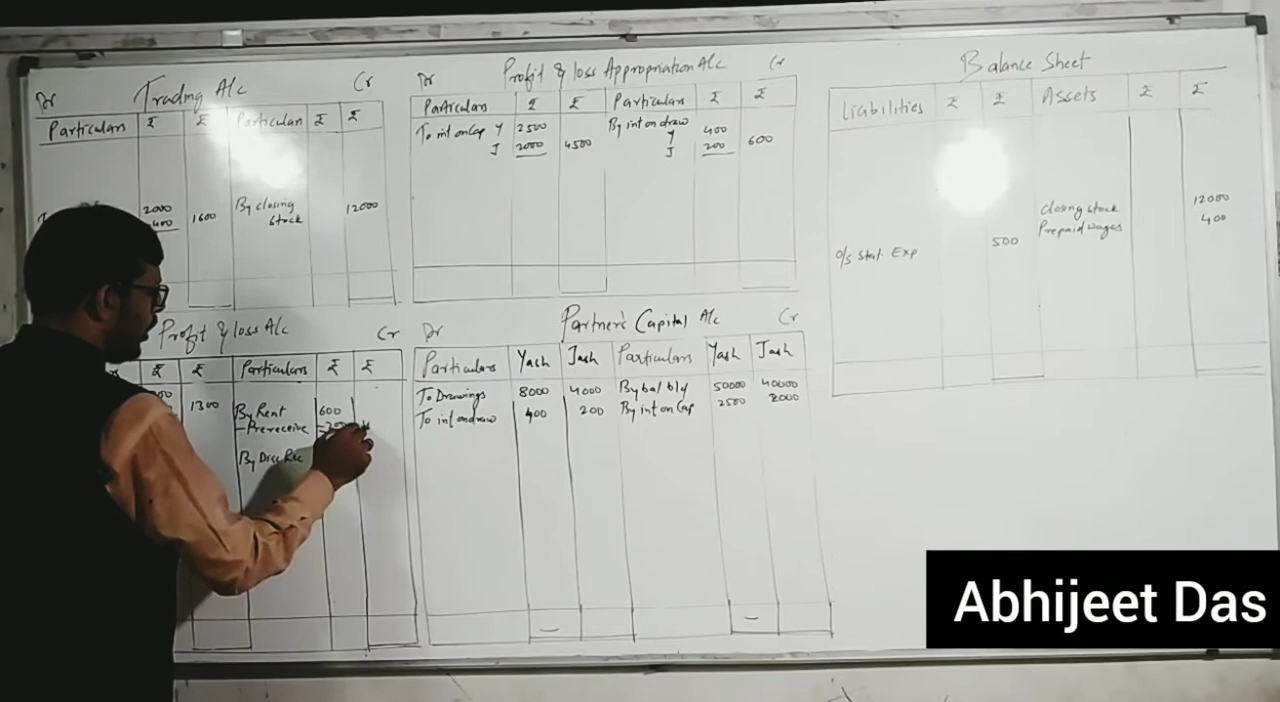 Dr Trading A/c Cr
Particulars ₹ ₹ Particulars ₹ ₹
2000
400 1600 By closing 12000
stock
Profit & loss A/c Cr
₹ ₹ Particulars ₹ ₹
1300 By Rent 600
-Prereceive
By Disc Rec
Dr Profit & loss Appropriation A/c Cr
Particulars ₹ ₹ Particulars ₹ ₹
To int on Cap Y 2500 By int on draw
Y 400
J 2000 4500 J 200 600
Dr Partner's Capital A/c Cr
Particulars Yash Jash Particulars Yash Jash
To Drawings 8000 4000 By bal b/d 50000 40000
To int on draw 400 200 By int on Cap 2500 2000
Balance Sheet
Liabilities ₹ ₹ Assets ₹ ₹
Closing stock 12000
Prepaid wages 400
O/s Stat. Exp 500
Abhijeet Das